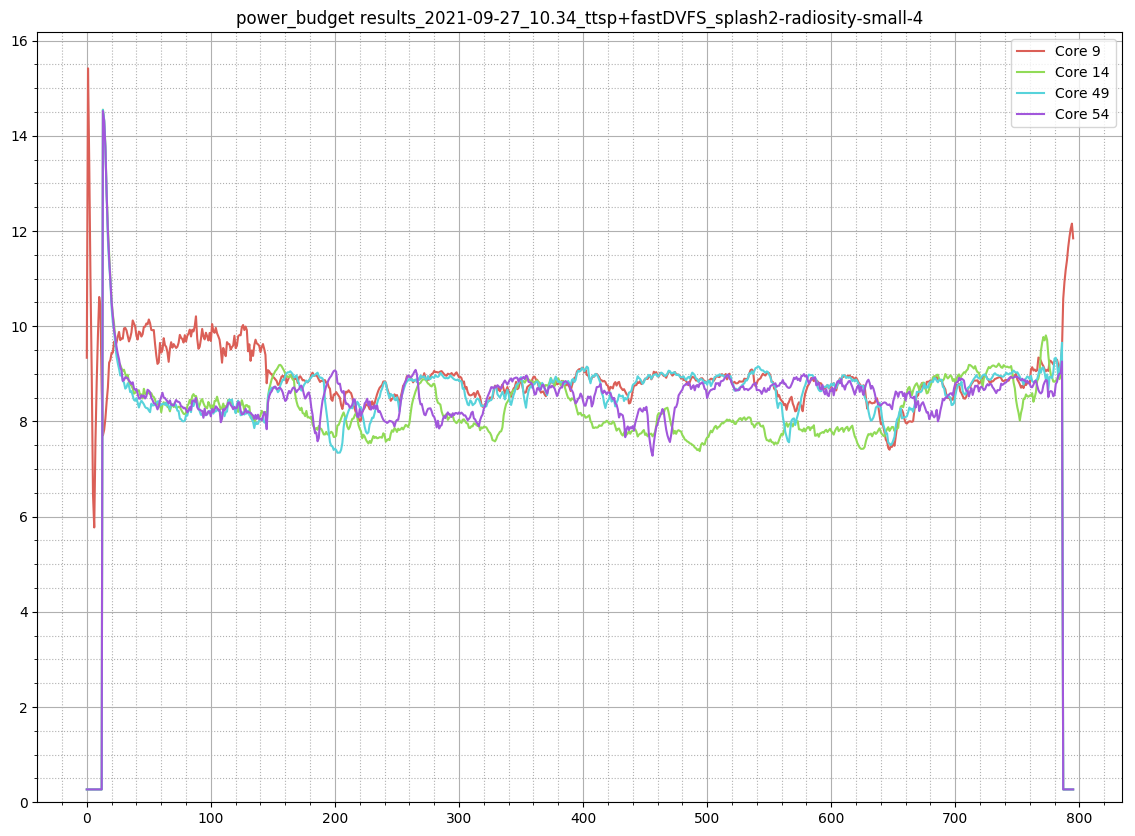 power_budget results_2021-09-27_10.34_ttsp+fastDVFS_splash2-radiosity-small-4
Core 9
Core 14
Core 49
Core 54
16
14
12
10
8
6
4
2
0
0 100 200 300 400 500 600 700 800